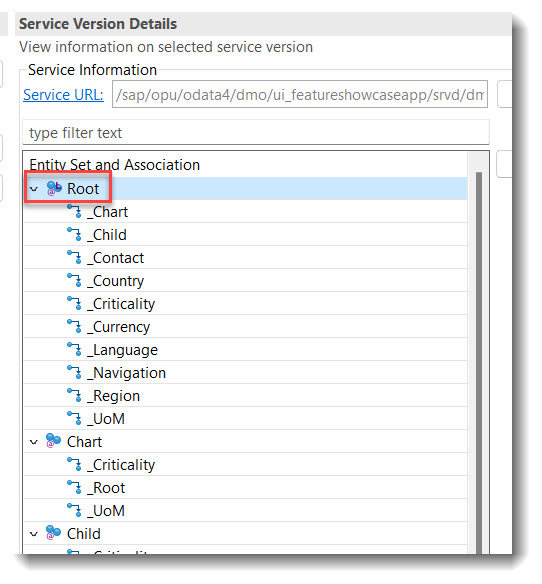 Service Version Details
View information on selected service version
Service Information
Service URL: /sap/opu/odata4/dmo/ui_featureshowcaseapp/srvd/dm
type filter text
Entity Set and Association
Root
_Chart
_Child
_Contact
_Country
_Criticality
_Currency
_Language
_Navigation
_Region
_UoM
Chart
_Criticality
_Root
_UoM
Child